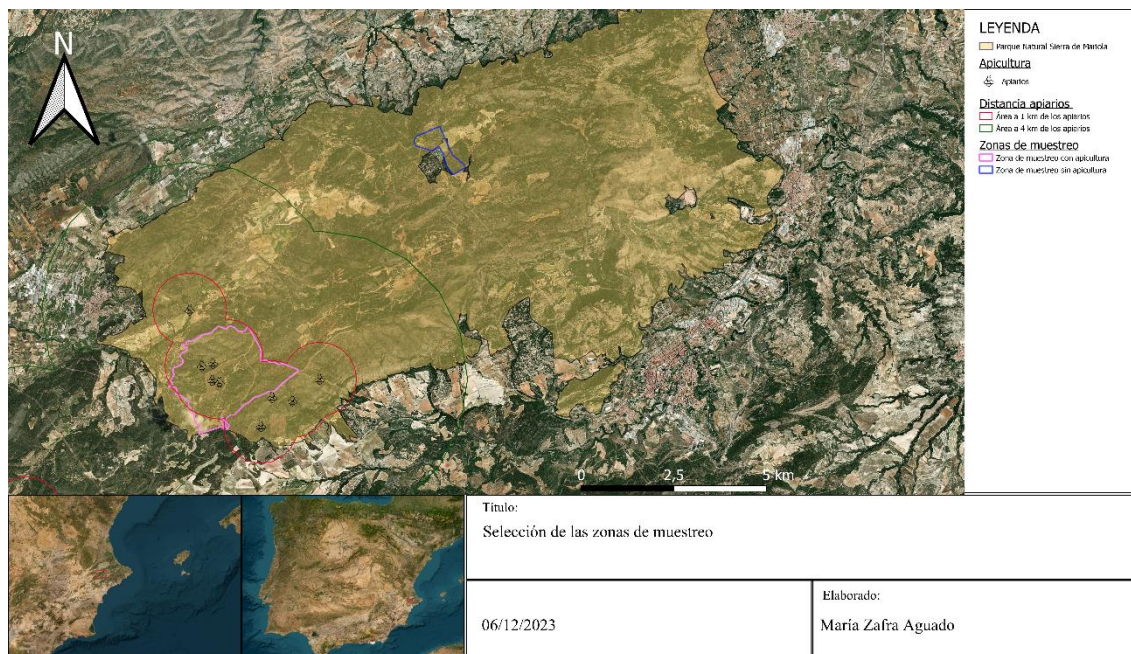 N
0 2,5 5 km
LEYENDA
Parque Natural Sierra de Mariola
Apicultura
Apiarios
Distancia apiarios
Área a 1 km de los apiarios
Área a 4 km de los apiarios
Zonas de muestreo
Zona de muestreo con apicultura
Zona de muestreo sin apicultura
Título:
Selección de las zonas de muestreo
06/12/2023
Elaborado:
María Zafra Aguado